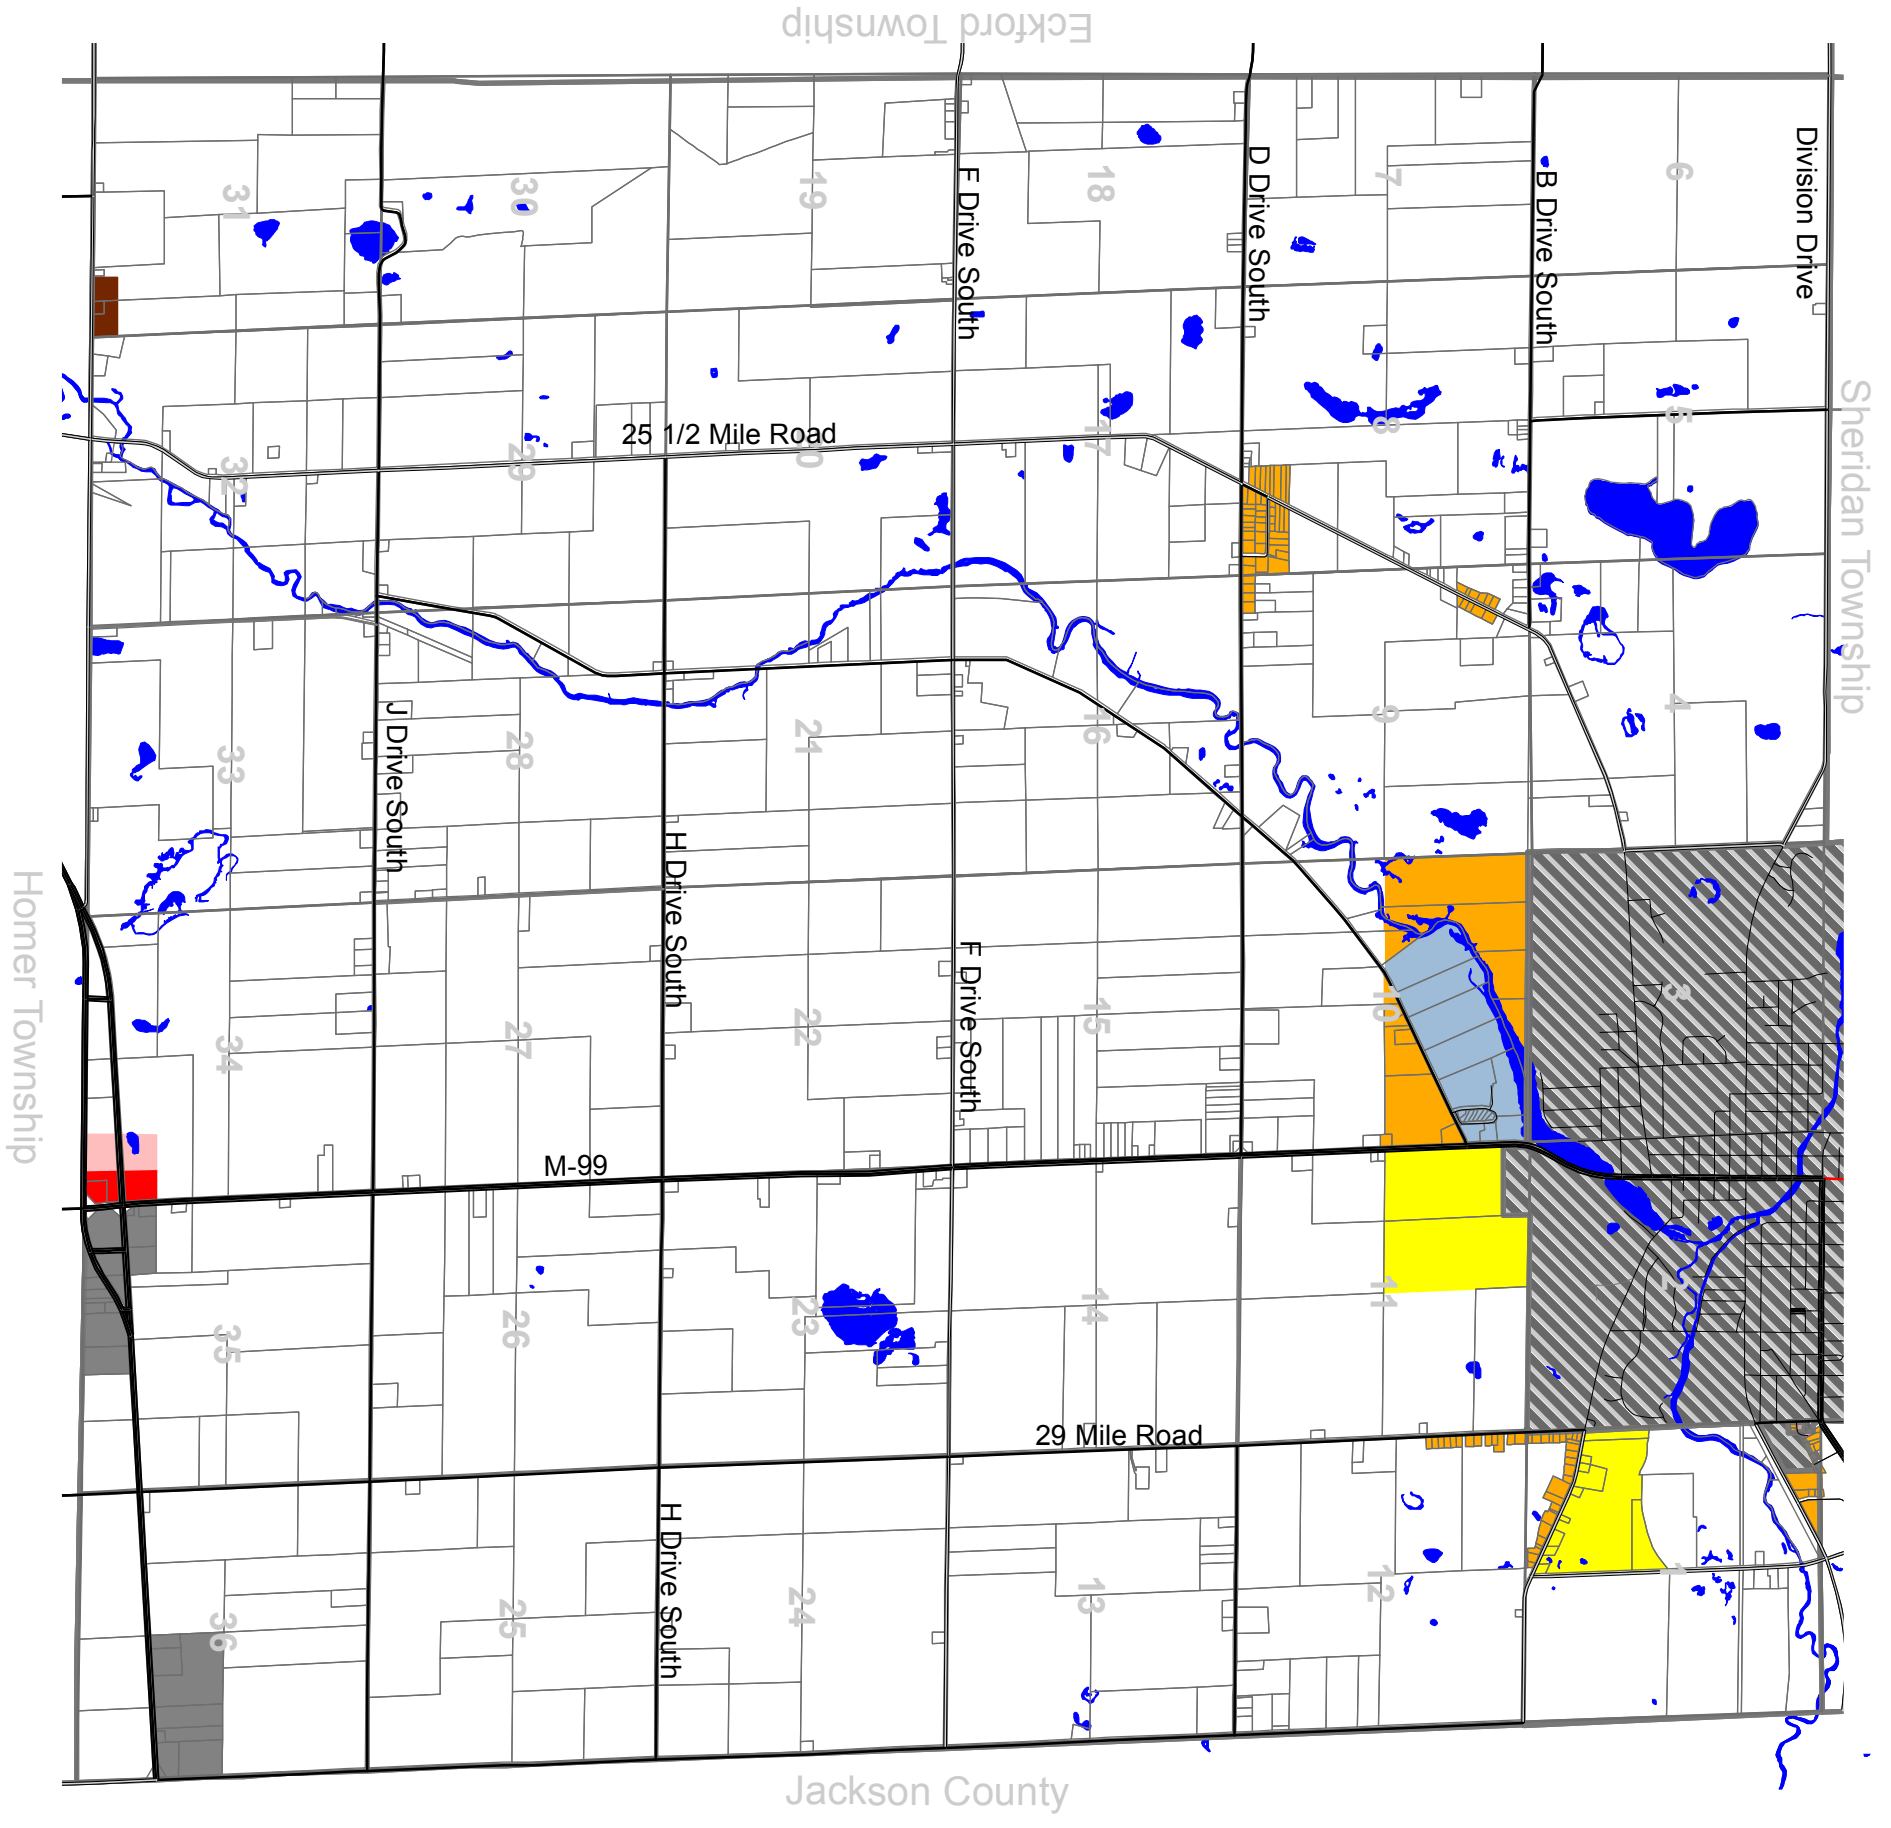 Eckford Township
Division Drive
B Drive South
D Drive South
F Drive South
6
7
18
19
30
31
Sheridan Township
25 1/2 Mile Road
5
8
17
20
29
32
4
9
16
21
28
33
J Drive South
H Drive South
F Drive South
Homer Township
3
10
15
22
27
34
M-99
2
11
14
23
26
35
29 Mile Road
H Drive South
1
12
13
24
25
36
Jackson County